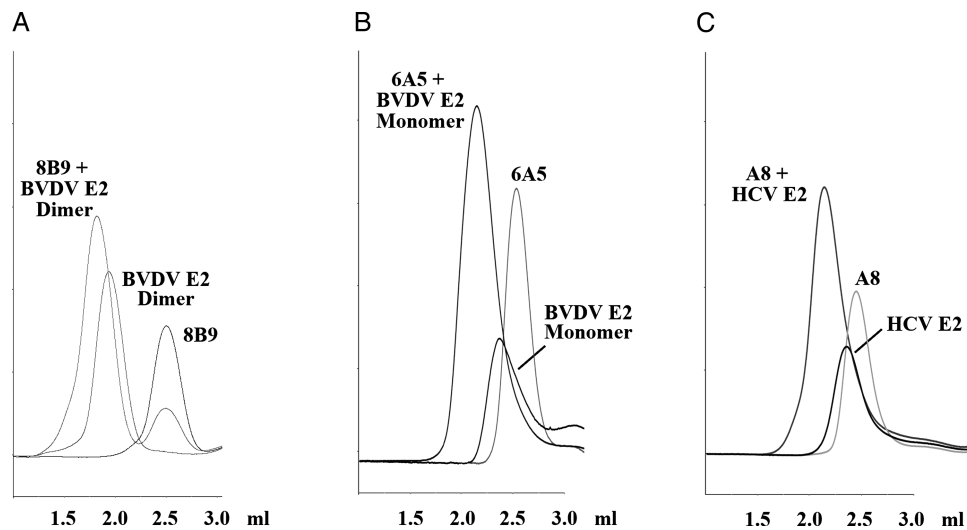 A
8B9 +
BVDV E2
Dimer
BVDV E2
Dimer
8B9
1.5 2.0 2.5 3.0 ml
B
6A5 +
BVDV E2
Monomer
6A5
BVDV E2
Monomer
1.5 2.0 2.5 3.0 ml
C
A8 +
HCV E2
A8
HCV E2
1.5 2.0 2.5 3.0 ml